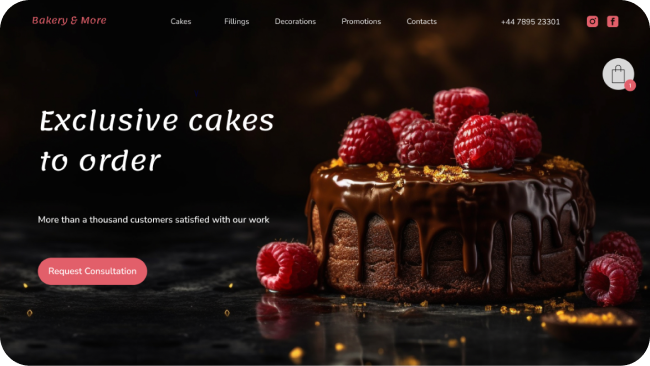 Bakery & More
Cakes
Fillings
Decorations
Promotions
Contacts
+44 7895 23301
1
Exclusive cakes
to order
More than a thousand customers satisfied with our work
Request Consultation